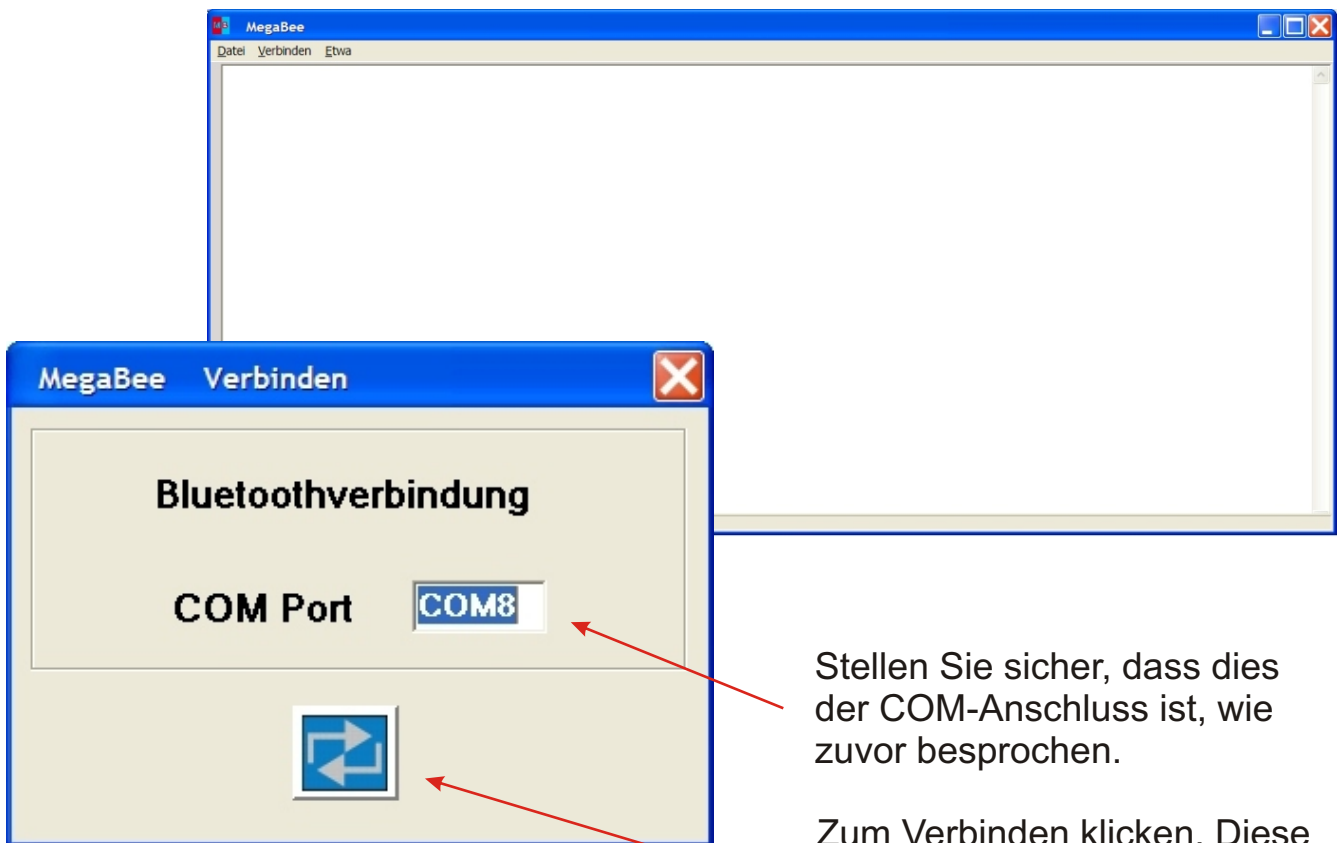 MegaBee
Datei Verbinden Etwa
MegaBee Verbinden
Bluetoothverbindung
COM Port COM8
Stellen Sie sicher, dass dies
der COM-Anschluss ist, wie
zuvor besprochen.
Zum Verbinden klicken. Diese